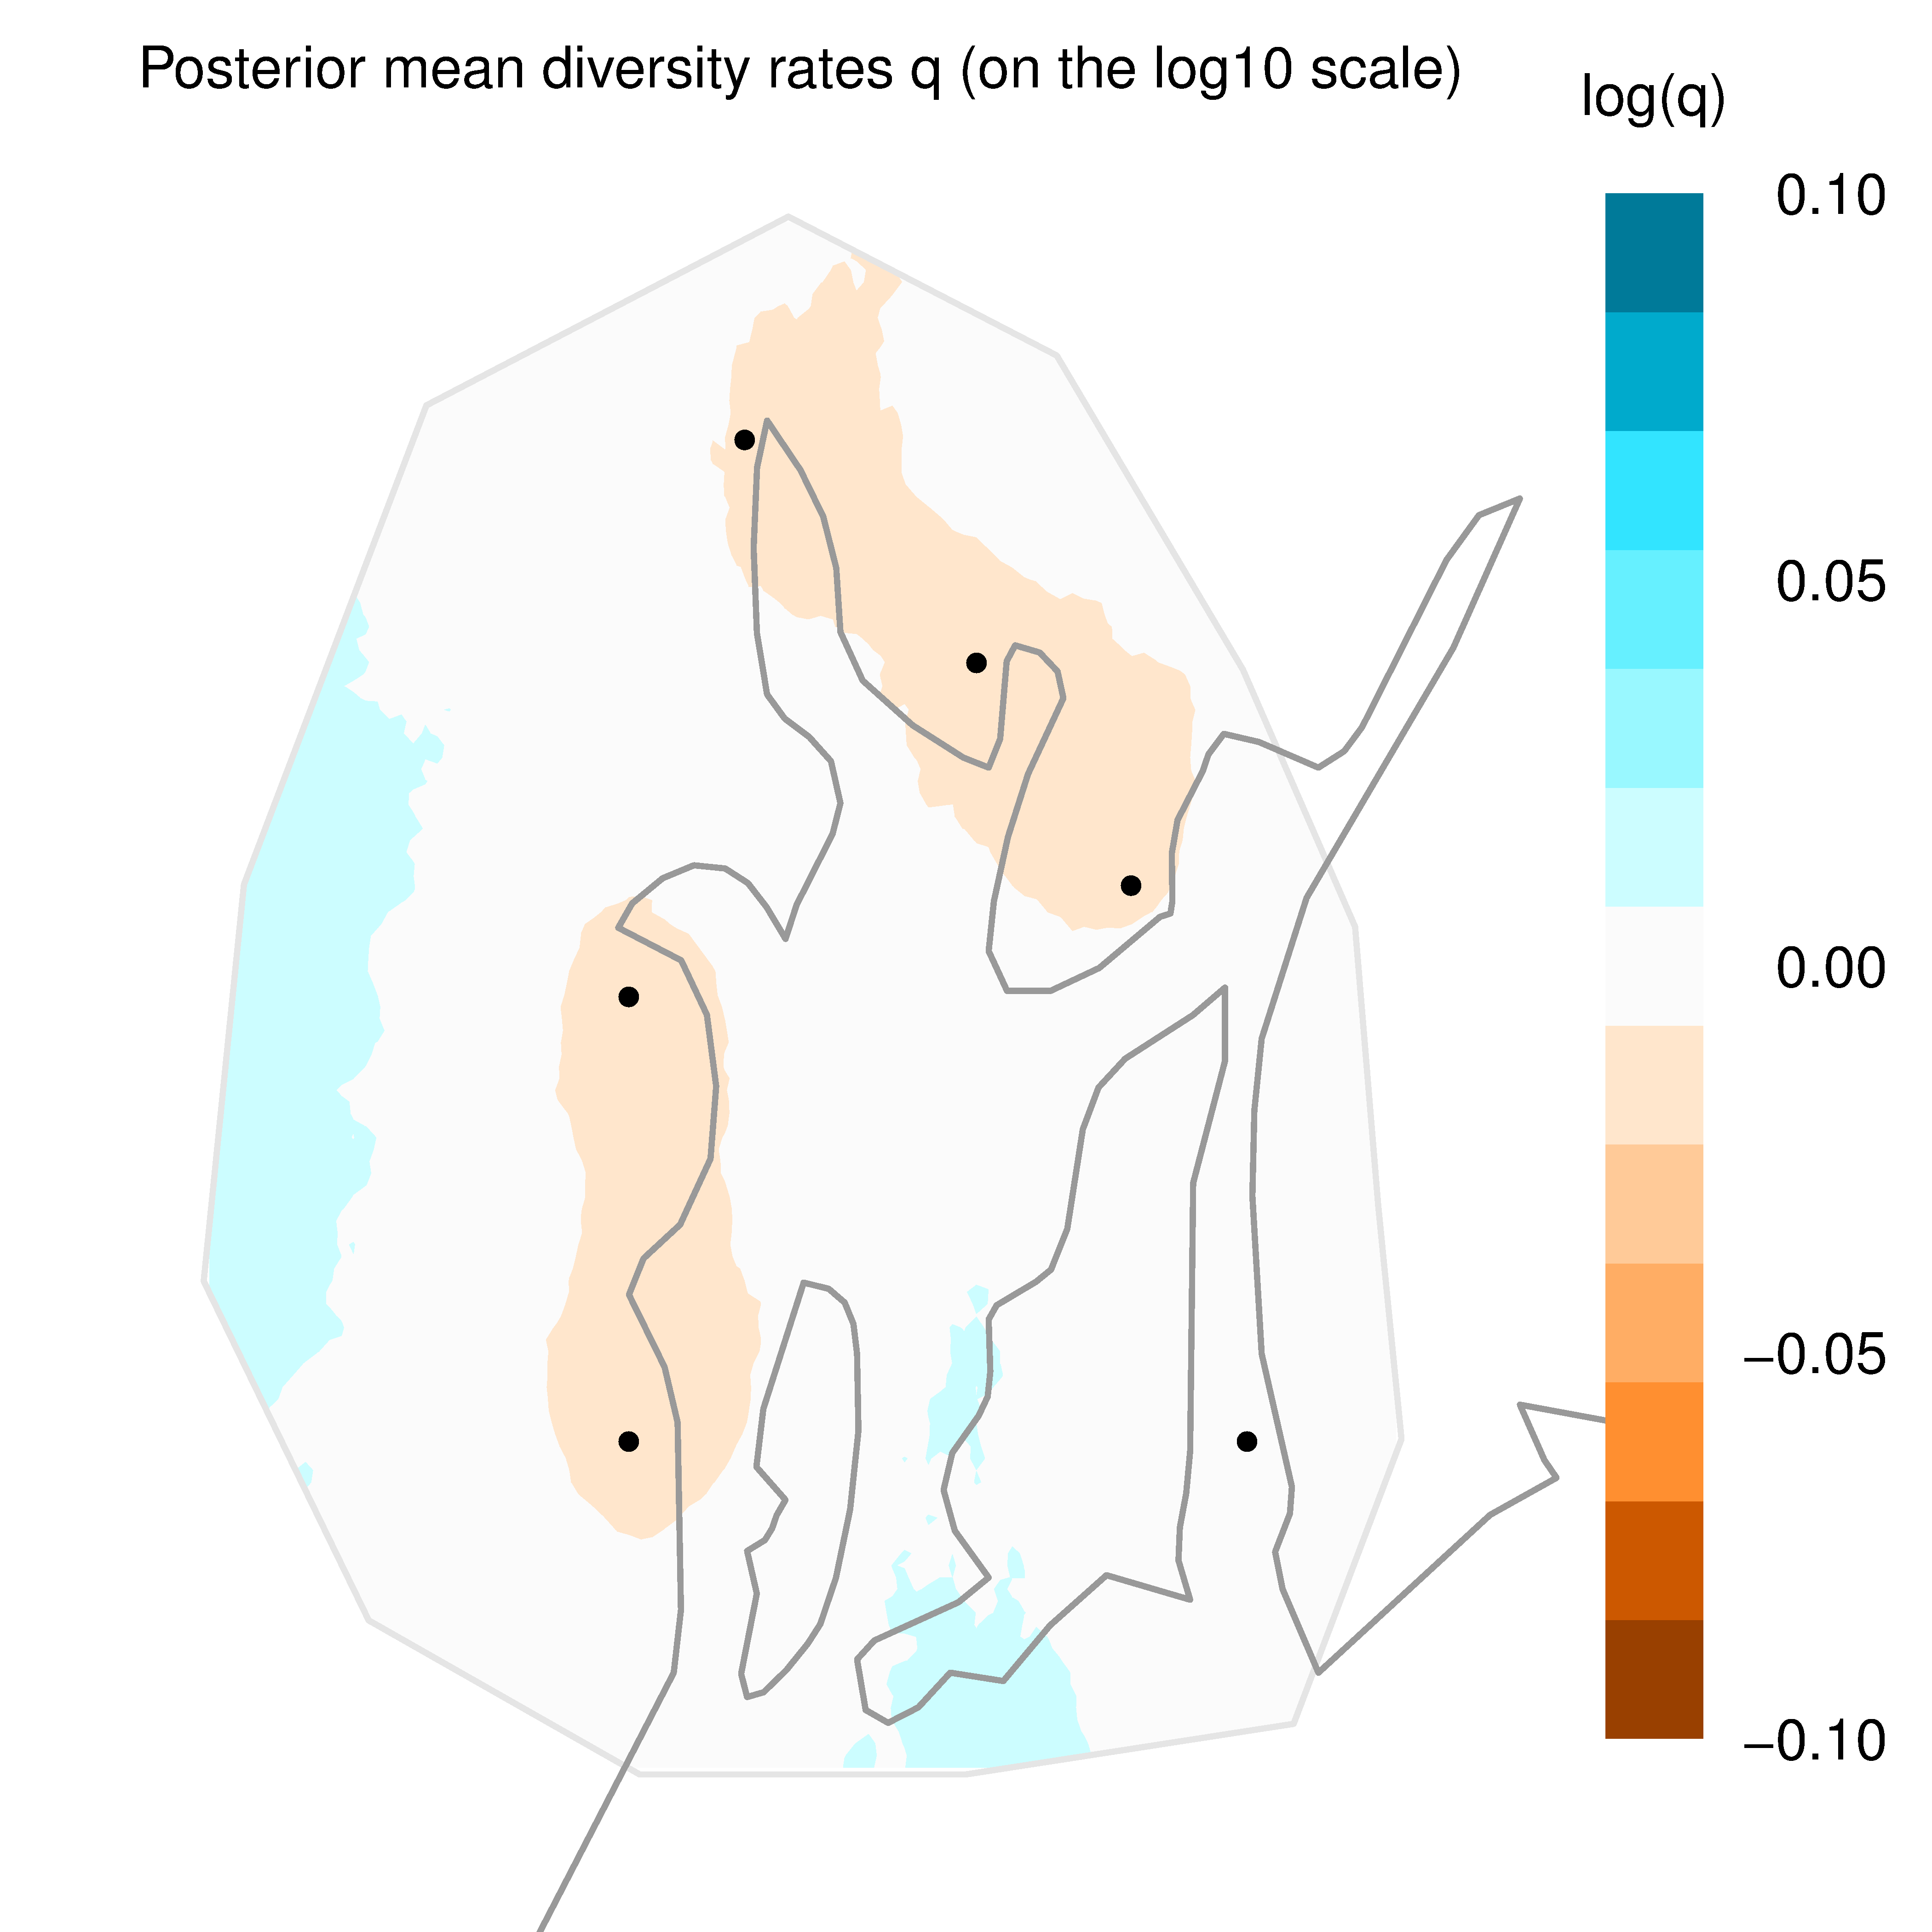 Posterior mean diversity rates q (on the log10 scale)
log(q)
0.10
0.05
0.00
−0.05
−0.10